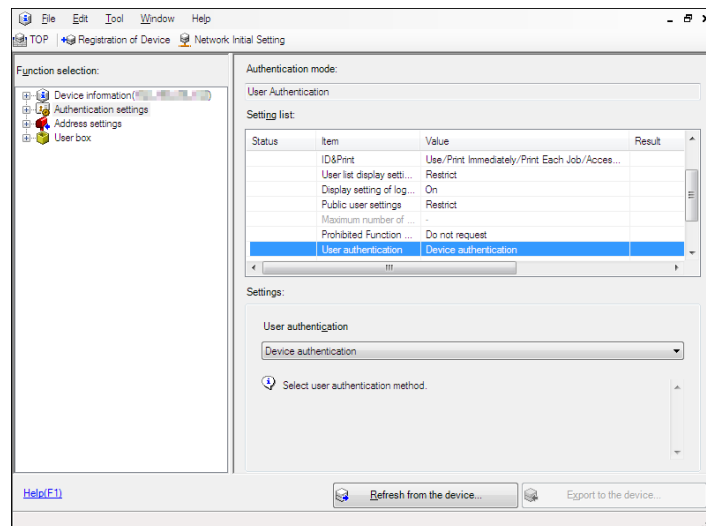 File Edit Tool Window Help
TOP Registration of Device Network Initial Setting
Function selection:
Device information(
Authentication settings
Address settings
User box
Authentication mode:
User Authentication
Setting list:
Status Item Value Result
ID&Print Use/Print Immediately/Print Each Job/Acces...
User list display setti... Restrict
Display setting of log... On
Public user settings Restrict
Maximum number of ... -
Prohibited Function ... Do not request
User authentication Device authentication
Settings:
User authentication
Device authentication
Select user authentication method.
Help(F1)
Refresh from the device...
Export to the device...